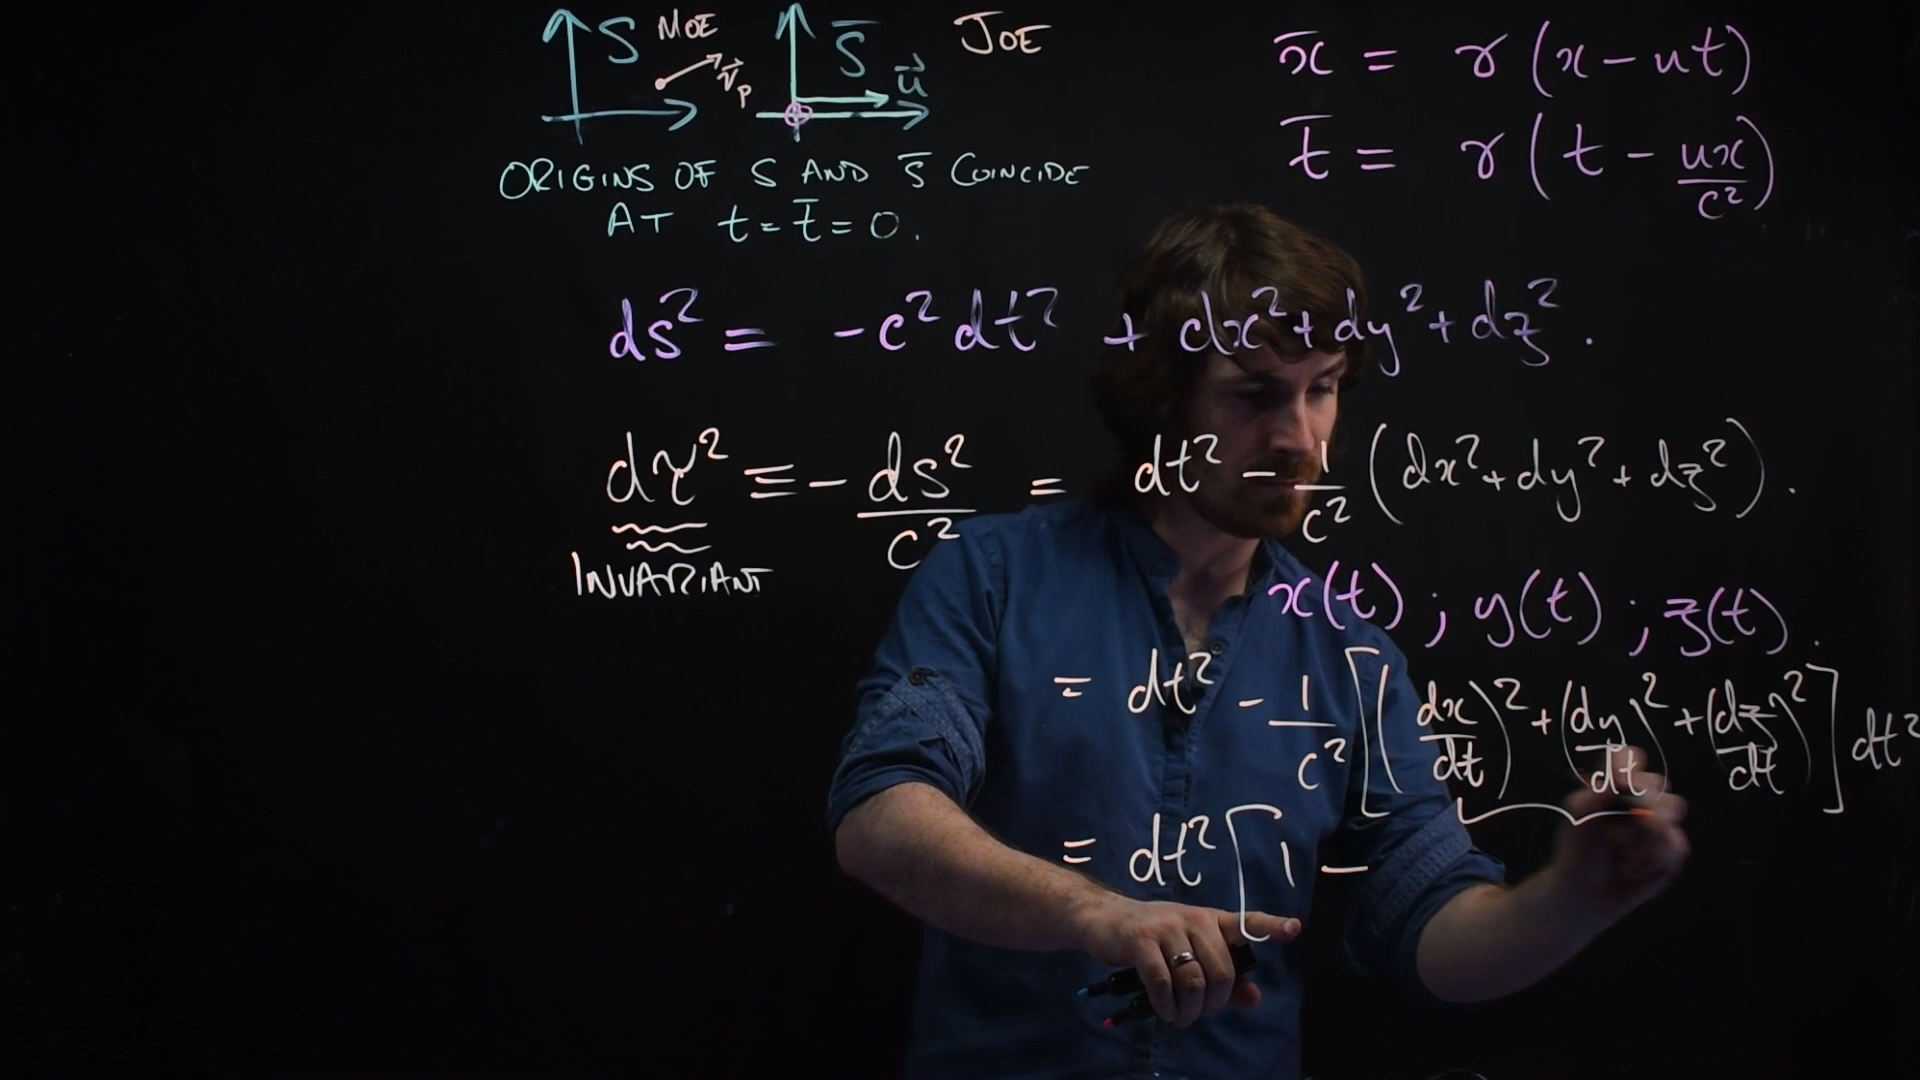 S MOE v⃗ₚ S̄ u⃗ JOE
ORIGINS OF S AND S̄ COINCIDE
AT t = t̄ = 0.
x̄ = γ(x - ut)
t̄ = γ(t - ux/c²)
ds² = -c²dt² + dx² + dy² + dz².
dτ² ≡ -ds²/c² = dt² - 1/c² (dx² + dy² + dz²).
INVARIANT
x(t) ; y(t) ; z(t).
= dt² - 1/c² [(dx/dt)² + (dy/dt)² + (dz/dt)²] dt²
= dt² [1 -